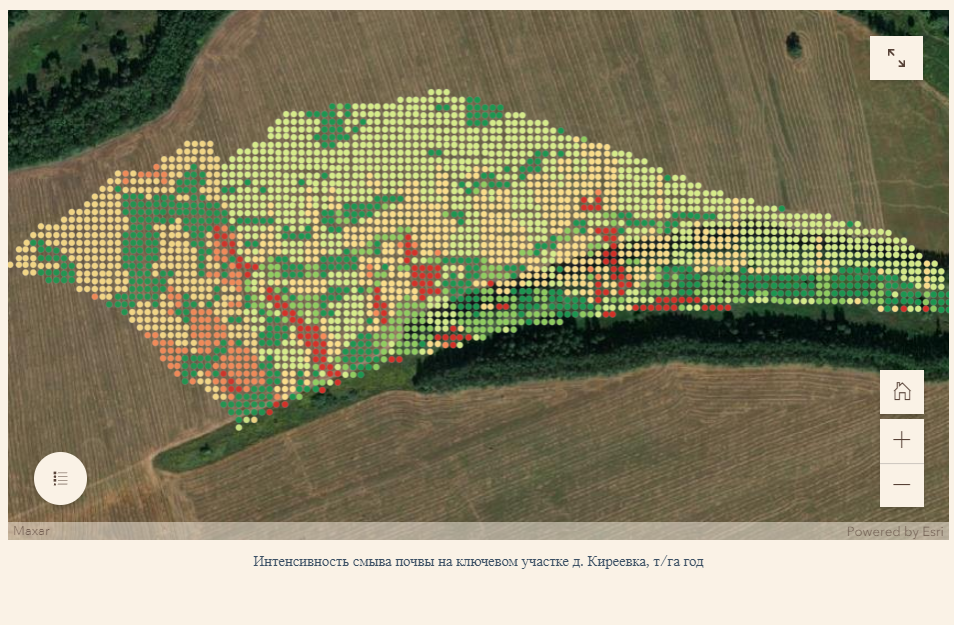 Maxar
Powered by Esri
Интенсивность смыва почвы на ключевом участке д. Киреевка, т/га год